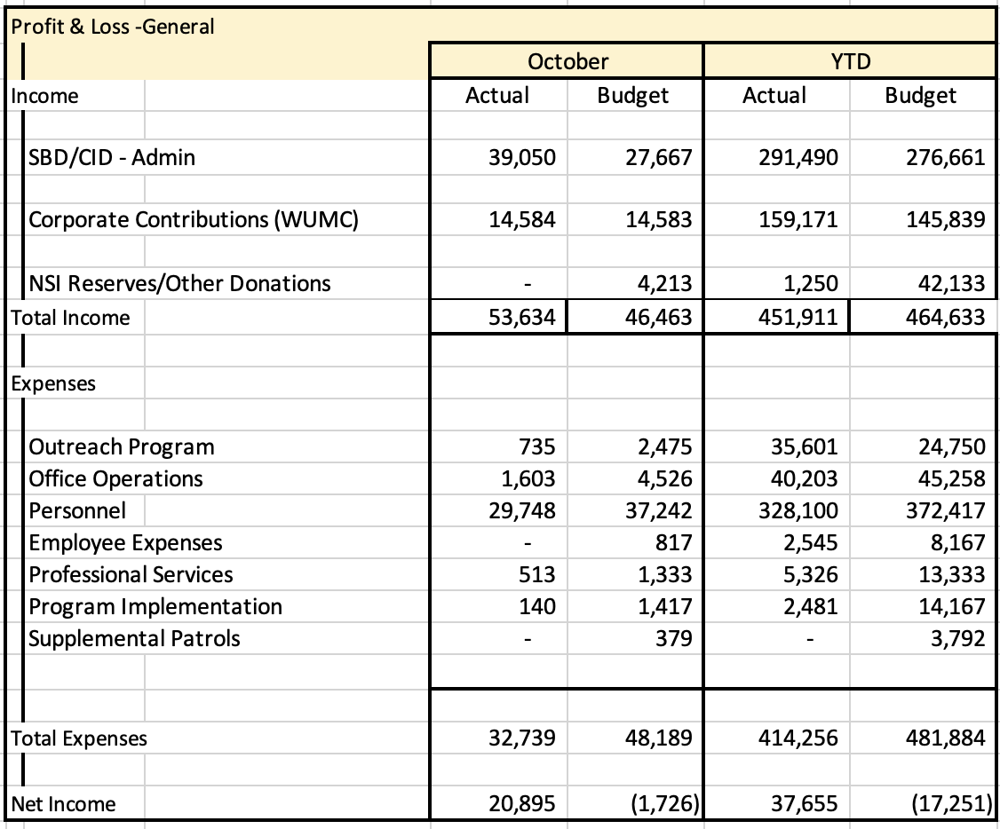 Profit & Loss -General
October YTD
Income Actual Budget Actual Budget
SBD/CID - Admin 39,050 27,667 291,490 276,661
Corporate Contributions (WUMC) 14,584 14,583 159,171 145,839
NSI Reserves/Other Donations - 4,213 1,250 42,133
Total Income 53,634 46,463 451,911 464,633
Expenses
Outreach Program 735 2,475 35,601 24,750
Office Operations 1,603 4,526 40,203 45,258
Personnel 29,748 37,242 328,100 372,417
Employee Expenses - 817 2,545 8,167
Professional Services 513 1,333 5,326 13,333
Program Implementation 140 1,417 2,481 14,167
Supplemental Patrols - 379 - 3,792
Total Expenses 32,739 48,189 414,256 481,884
Net Income 20,895 (1,726) 37,655 (17,251)